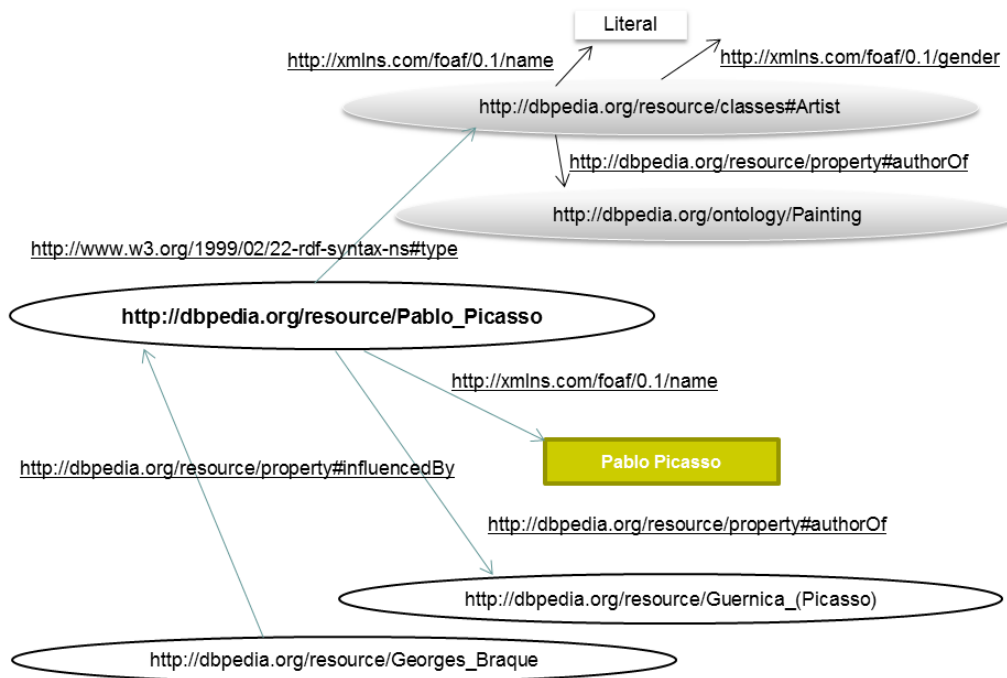 Literal
http://xmlns.com/foaf/0.1/name
http://xmlns.com/foaf/0.1/gender
http://dbpedia.org/resource/classes#Artist
http://dbpedia.org/resource/property#authorOf
http://dbpedia.org/ontology/Painting
http://www.w3.org/1999/02/22-rdf-syntax-ns#type
http://dbpedia.org/resource/Pablo_Picasso
http://xmlns.com/foaf/0.1/name
Pablo Picasso
http://dbpedia.org/resource/property#influencedBy
http://dbpedia.org/resource/property#authorOf
http://dbpedia.org/resource/Guernica_(Picasso)
http://dbpedia.org/resource/Georges_Braque